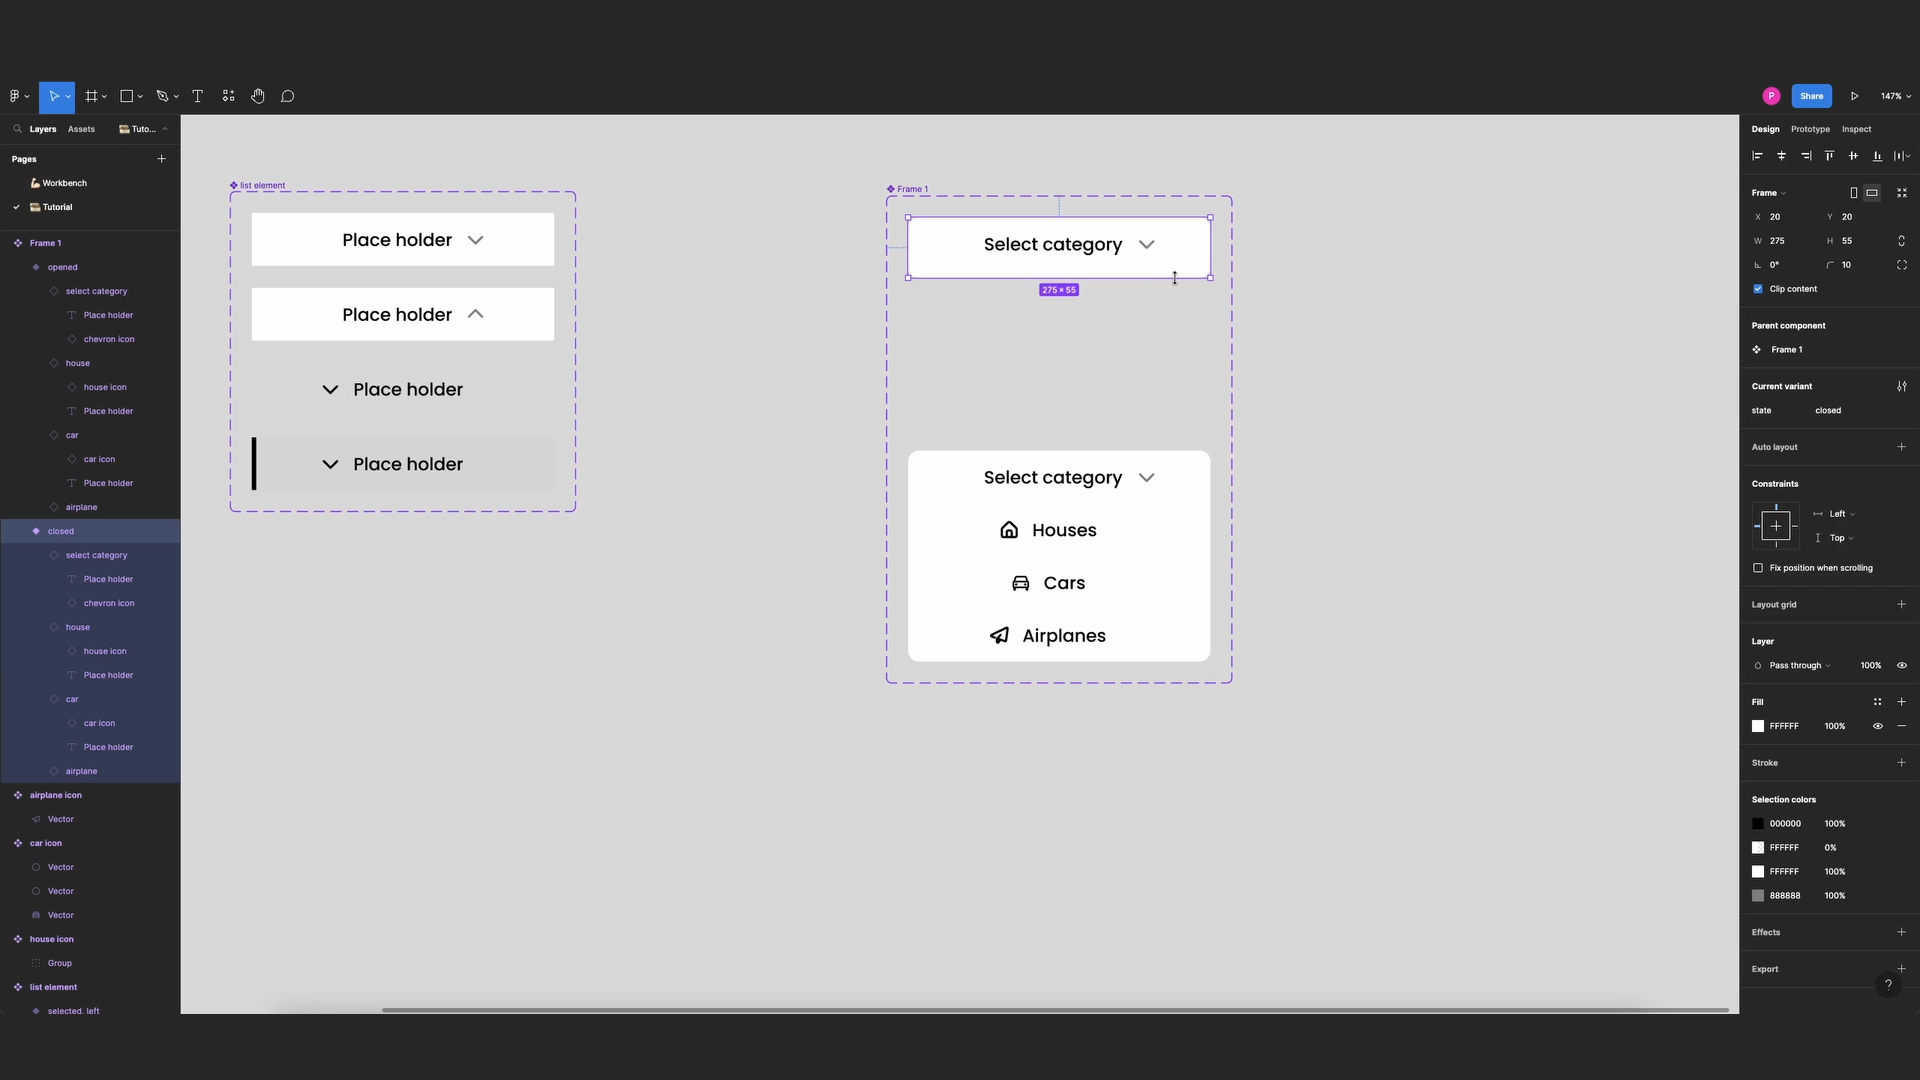 P
Share
147%
Layers
Assets
Tuto...
Pages
Workbench
Tutorial
Frame 1
opened
select category
Place holder
chevron icon
house
house icon
Place holder
car
car icon
Place holder
airplane
closed
select category
Place holder
chevron icon
house
house icon
Place holder
car
car icon
Place holder
airplane
airplane icon
Vector
car icon
Vector
Vector
Vector
house icon
Group
list element
selected, left
list element
Place holder
Place holder
Place holder
Place holder
Frame 1
Select category
275 × 55
Select category
Houses
Cars
Airplanes
Design
Prototype
Inspect
Frame
X 20
Y 20
W 275
H 55
0°
10
Clip content
Parent component
Frame 1
Current variant
state
closed
Auto layout
Constraints
Left
Top
Fix position when scrolling
Layout grid
Layer
Pass through
100%
Fill
FFFFFF
100%
Stroke
Selection colors
000000
100%
FFFFFF
0%
FFFFFF
100%
888888
100%
Effects
Export
?